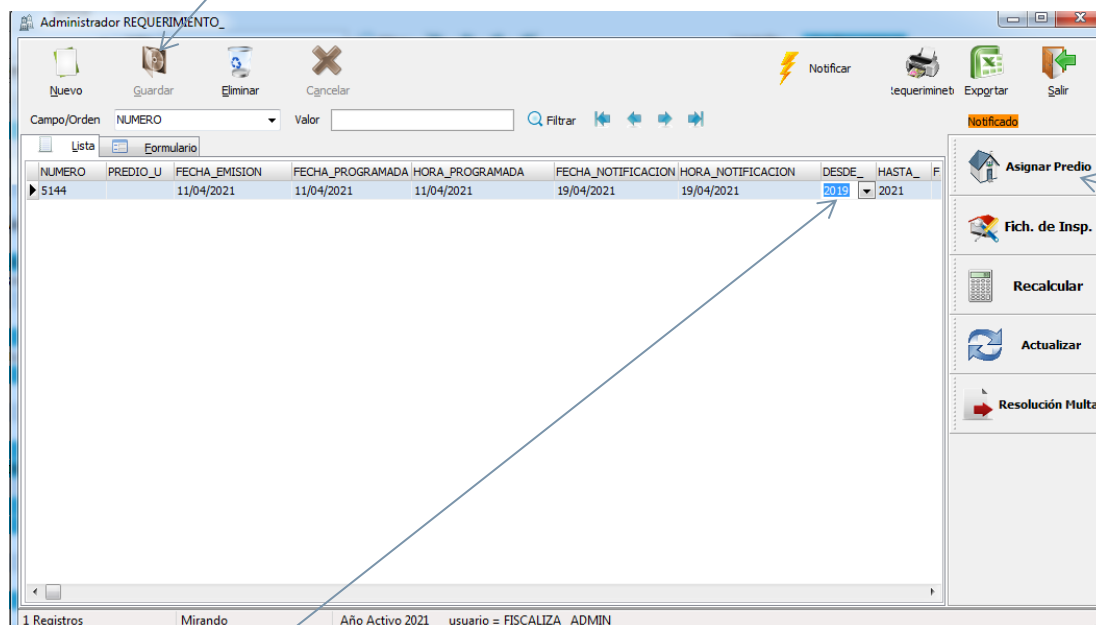 Administrador REQUERIMIENTO_
Nuevo Guardar Eliminar Cancelar Notificar tequerimineto Exportar Salir
Campo/Orden NUMERO Valor Filtrar Notificado
Lista Formulario
NUMERO PREDIO_U FECHA_EMISION FECHA_PROGRAMADA HORA_PROGRAMADA FECHA_NOTIFICACION HORA_NOTIFICACION DESDE_ HASTA_ F
5144 11/04/2021 11/04/2021 11/04/2021 19/04/2021 19/04/2021 2019 2021
Asignar Predio
Fich. de Insp.
Recalcular
Actualizar
Resolución Multa
1 Registros Mirando Año Activo 2021 usuario = FISCALIZA_ADMIN